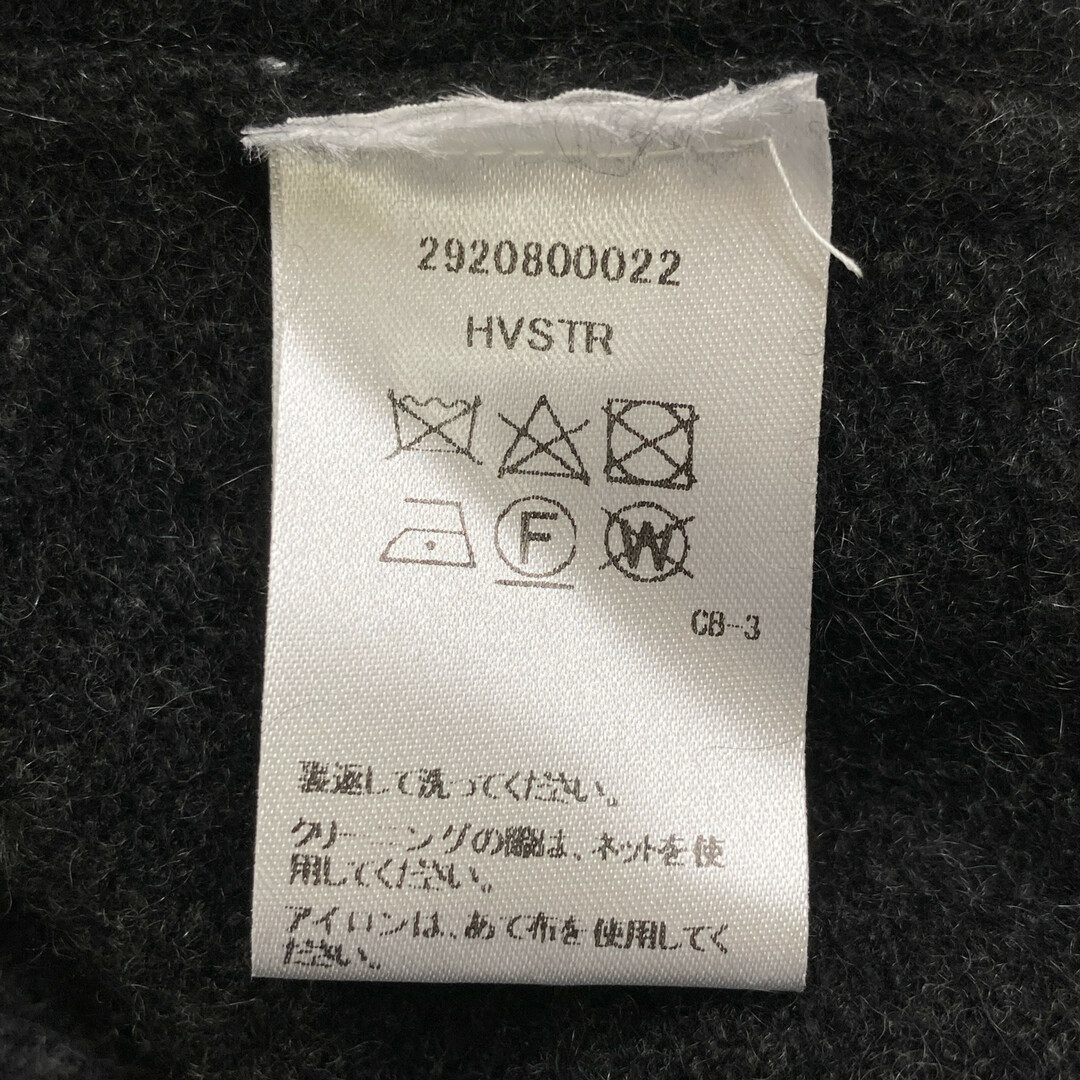 2920800022
HVSTR
F W
CB-3
裏返して洗ってください。
クリーニングの際は、ネットを使
用してください。
アイロンは、あて布を使用してく
ださい。